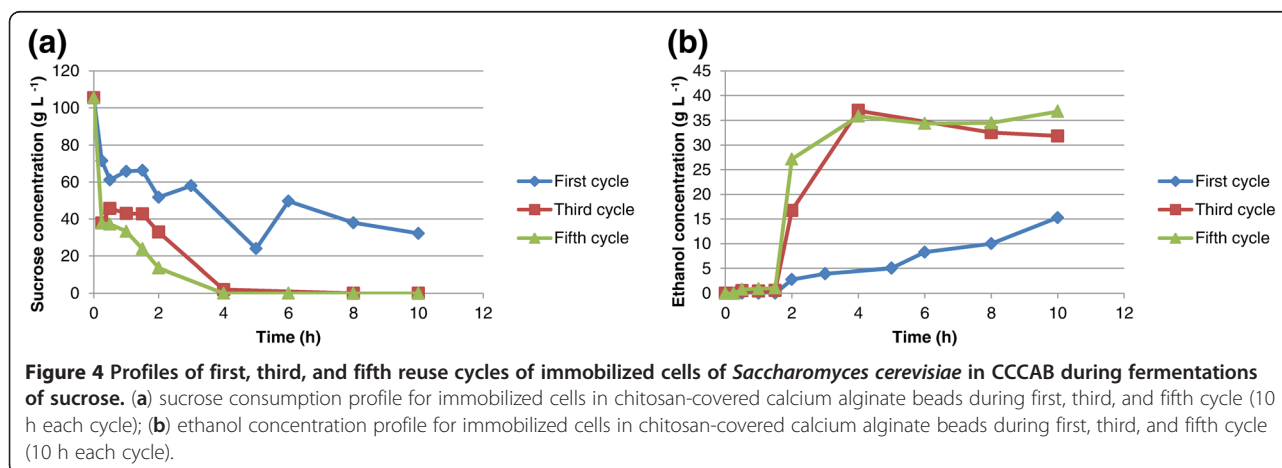 (a)
120
100
80
60
40
20
0
Sucrose concentration (g L -1)
0 2 4 6 8 10 12
Time (h)
First cycle
Third cycle
Fifth cycle
(b)
45
40
35
30
25
20
15
10
5
0
Ethanol concentration (g L -1)
0 2 4 6 8 10 12
Time (h)
First cycle
Third cycle
Fifth cycle
Figure 4 Profiles of first, third, and fifth reuse cycles of immobilized cells of Saccharomyces cerevisiae in CCCAB during fermentations
of sucrose. (a) sucrose consumption profile for immobilized cells in chitosan-covered calcium alginate beads during first, third, and fifth cycle (10
h each cycle); (b) ethanol concentration profile for immobilized cells in chitosan-covered calcium alginate beads during first, third, and fifth cycle
(10 h each cycle).